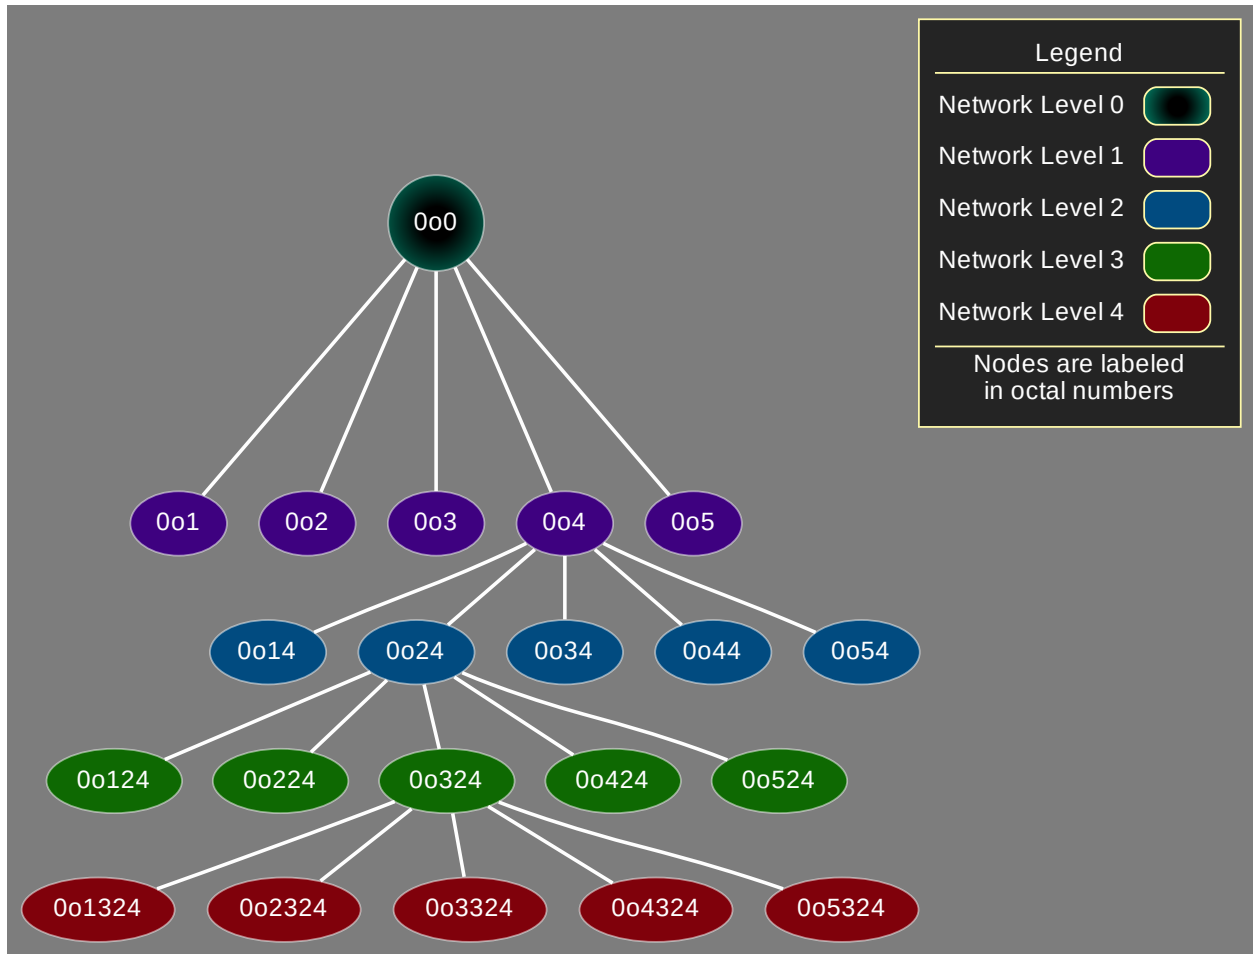 Legend
Network Level 0
Network Level 1
Network Level 2
Network Level 3
Network Level 4
Nodes are labeled
in octal numbers
0o0
0o1 0o2 0o3 0o4 0o5
0o14 0o24 0o34 0o44 0o54
0o124 0o224 0o324 0o424 0o524
0o1324 0o2324 0o3324 0o4324 0o5324